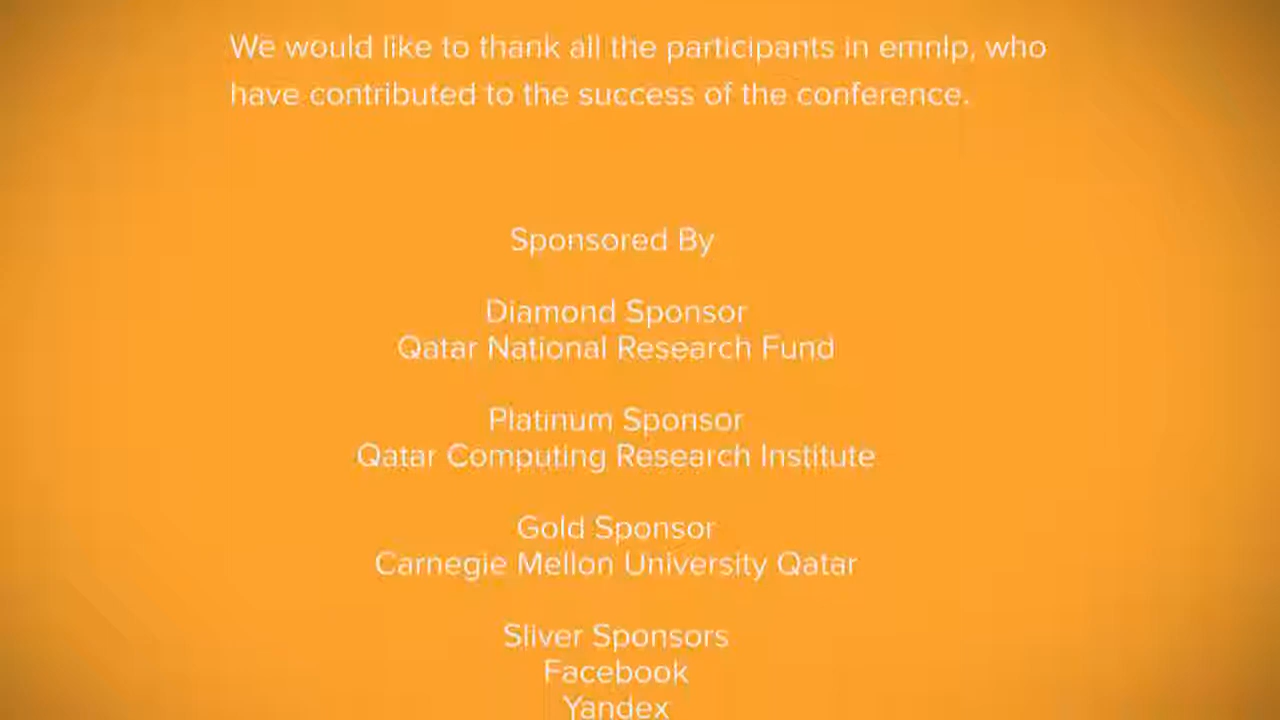 We would like to thank all the participants in emnlp, who
have contributed to the success of the conference.
Sponsored By
Diamond Sponsor
Qatar National Research Fund
Platinum Sponsor
Qatar Computing Research Institute
Gold Sponsor
Carnegie Mellon University Qatar
Sliver Sponsors
Facebook
Yandex